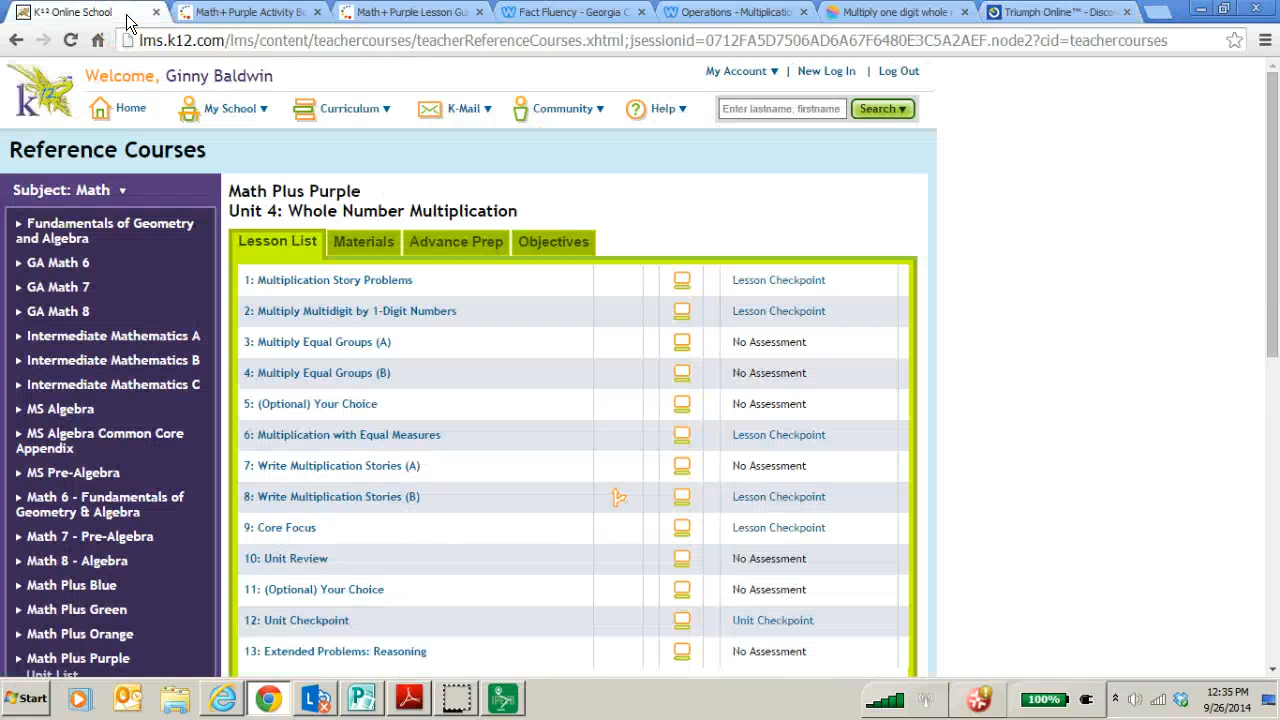 K¹² Online School
Math+ Purple Activity B
Math+ Purple Lesson Gu
Fact Fluency - Georgia C
Operations - Multiplicatio
Multiply one digit whole n
Triumph Online™ - Disco
lms.k12.com/lms/content/teachercourses/teacherReferenceCourses.xhtml;jsessionid=0712FA5D7506AD6A67F6480E3C5A2AEF.node2?cid=teachercourses
k12
Welcome, Ginny Baldwin
My Account | New Log In | Log Out
Home
My School
Curriculum
K-Mail
Community
Help
Enter lastname, firstname
Search
Reference Courses
Subject: Math
Fundamentals of Geometry
and Algebra
GA Math 6
GA Math 7
GA Math 8
Intermediate Mathematics A
Intermediate Mathematics B
Intermediate Mathematics C
MS Algebra
MS Algebra Common Core
Appendix
MS Pre-Algebra
Math 6 - Fundamentals of
Geometry & Algebra
Math 7 - Pre-Algebra
Math 8 - Algebra
Math Plus Blue
Math Plus Green
Math Plus Orange
Math Plus Purple
Unit List
Math Plus Purple
Unit 4: Whole Number Multiplication
Lesson List
Materials
Advance Prep
Objectives
1: Multiplication Story Problems Lesson Checkpoint
2: Multiply Multidigit by 1-Digit Numbers Lesson Checkpoint
3: Multiply Equal Groups (A) No Assessment
4: Multiply Equal Groups (B) No Assessment
5: (Optional) Your Choice No Assessment
6: Multiplication with Equal Measures Lesson Checkpoint
7: Write Multiplication Stories (A) No Assessment
8: Write Multiplication Stories (B) Lesson Checkpoint
9: Core Focus Lesson Checkpoint
10: Unit Review No Assessment
11: (Optional) Your Choice No Assessment
12: Unit Checkpoint Unit Checkpoint
13: Extended Problems: Reasoning No Assessment
Start
100%
12:35 PM
9/26/2014